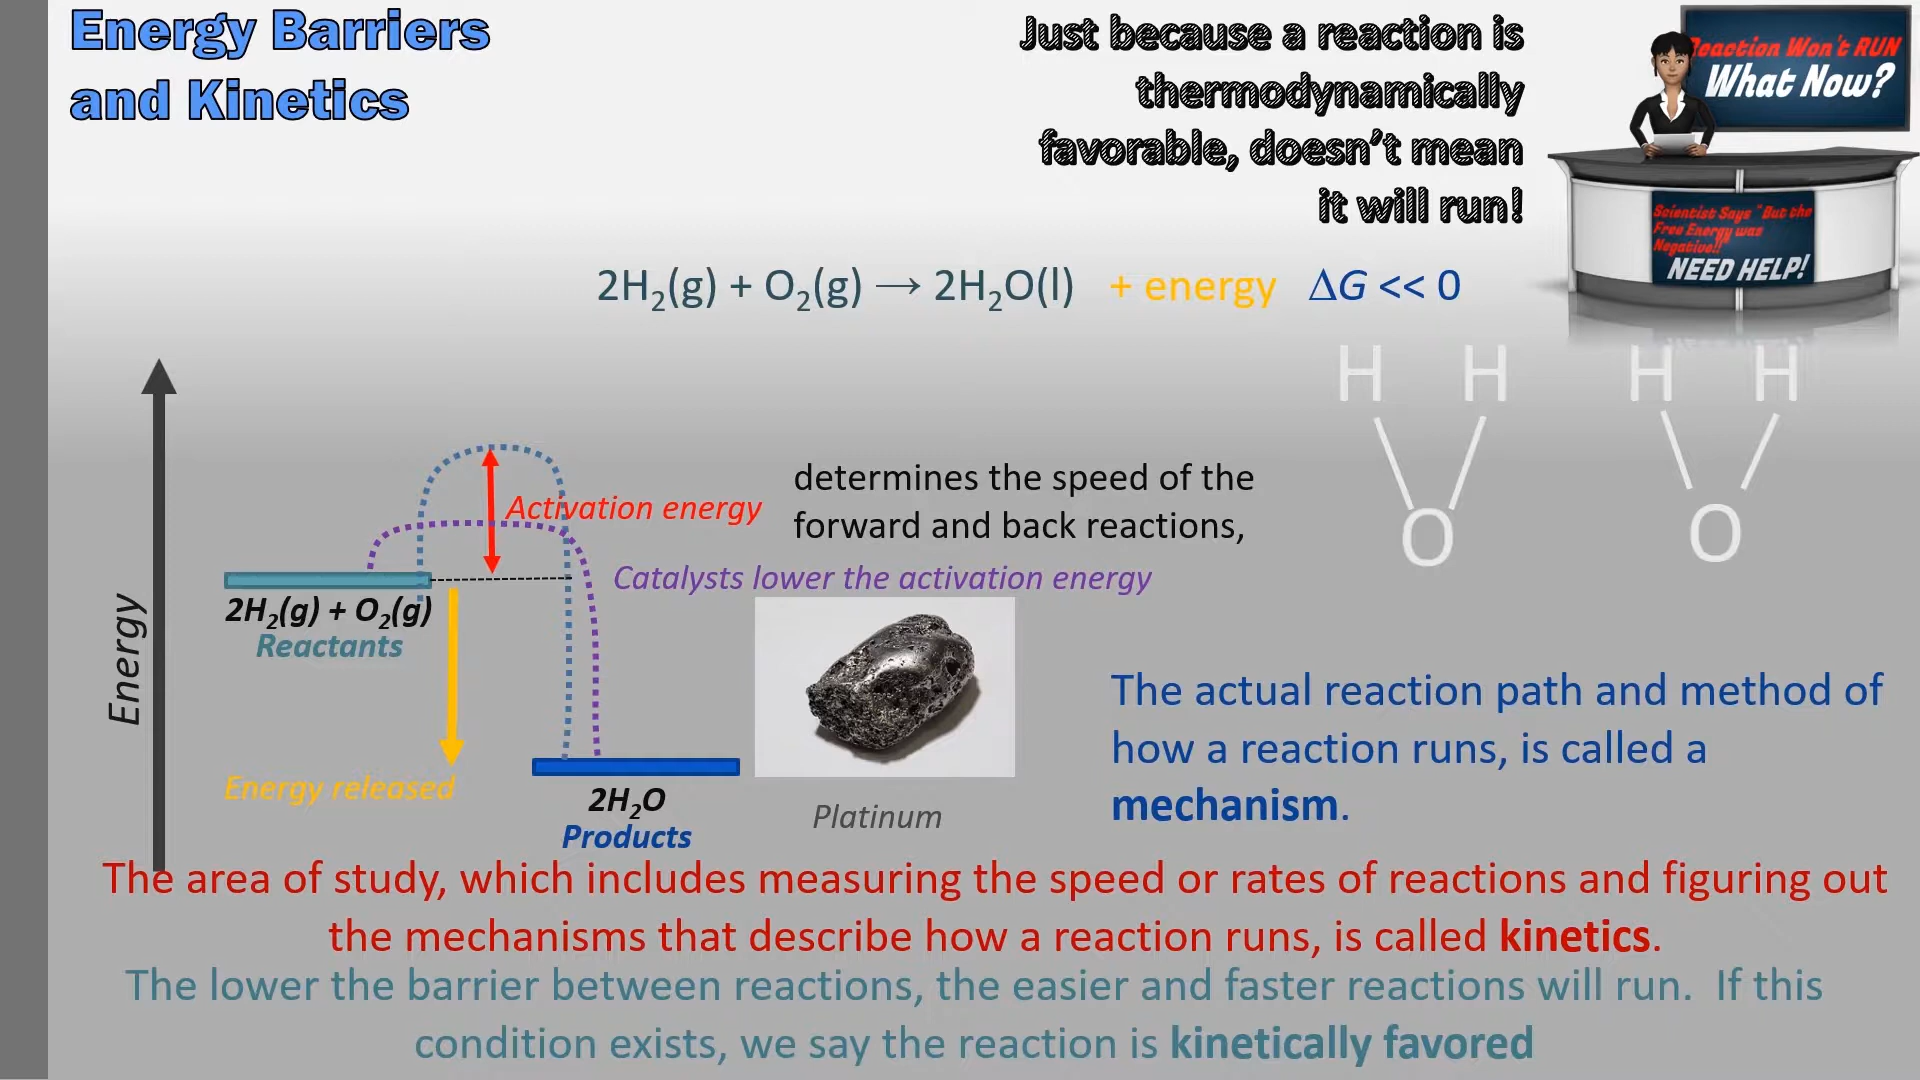 Energy Barriers
and Kinetics
Just because a reaction is
thermodynamically
favorable, doesn't mean
it will run!
Reaction Won't RUN
What Now?
Scientist Says "But the
Free Energy was
Negative!!"
NEED HELP!
2H₂(g) + O₂(g) → 2H₂O(l) + energy ΔG << 0
H H H H
O O
determines the speed of the
forward and back reactions,
Activation energy
Catalysts lower the activation energy
2H₂(g) + O₂(g)
Reactants
Energy
Energy released
2H₂O
Products
Platinum
The actual reaction path and method of
how a reaction runs, is called a
mechanism.
The area of study, which includes measuring the speed or rates of reactions and figuring out
the mechanisms that describe how a reaction runs, is called kinetics.
The lower the barrier between reactions, the easier and faster reactions will run. If this
condition exists, we say the reaction is kinetically favored